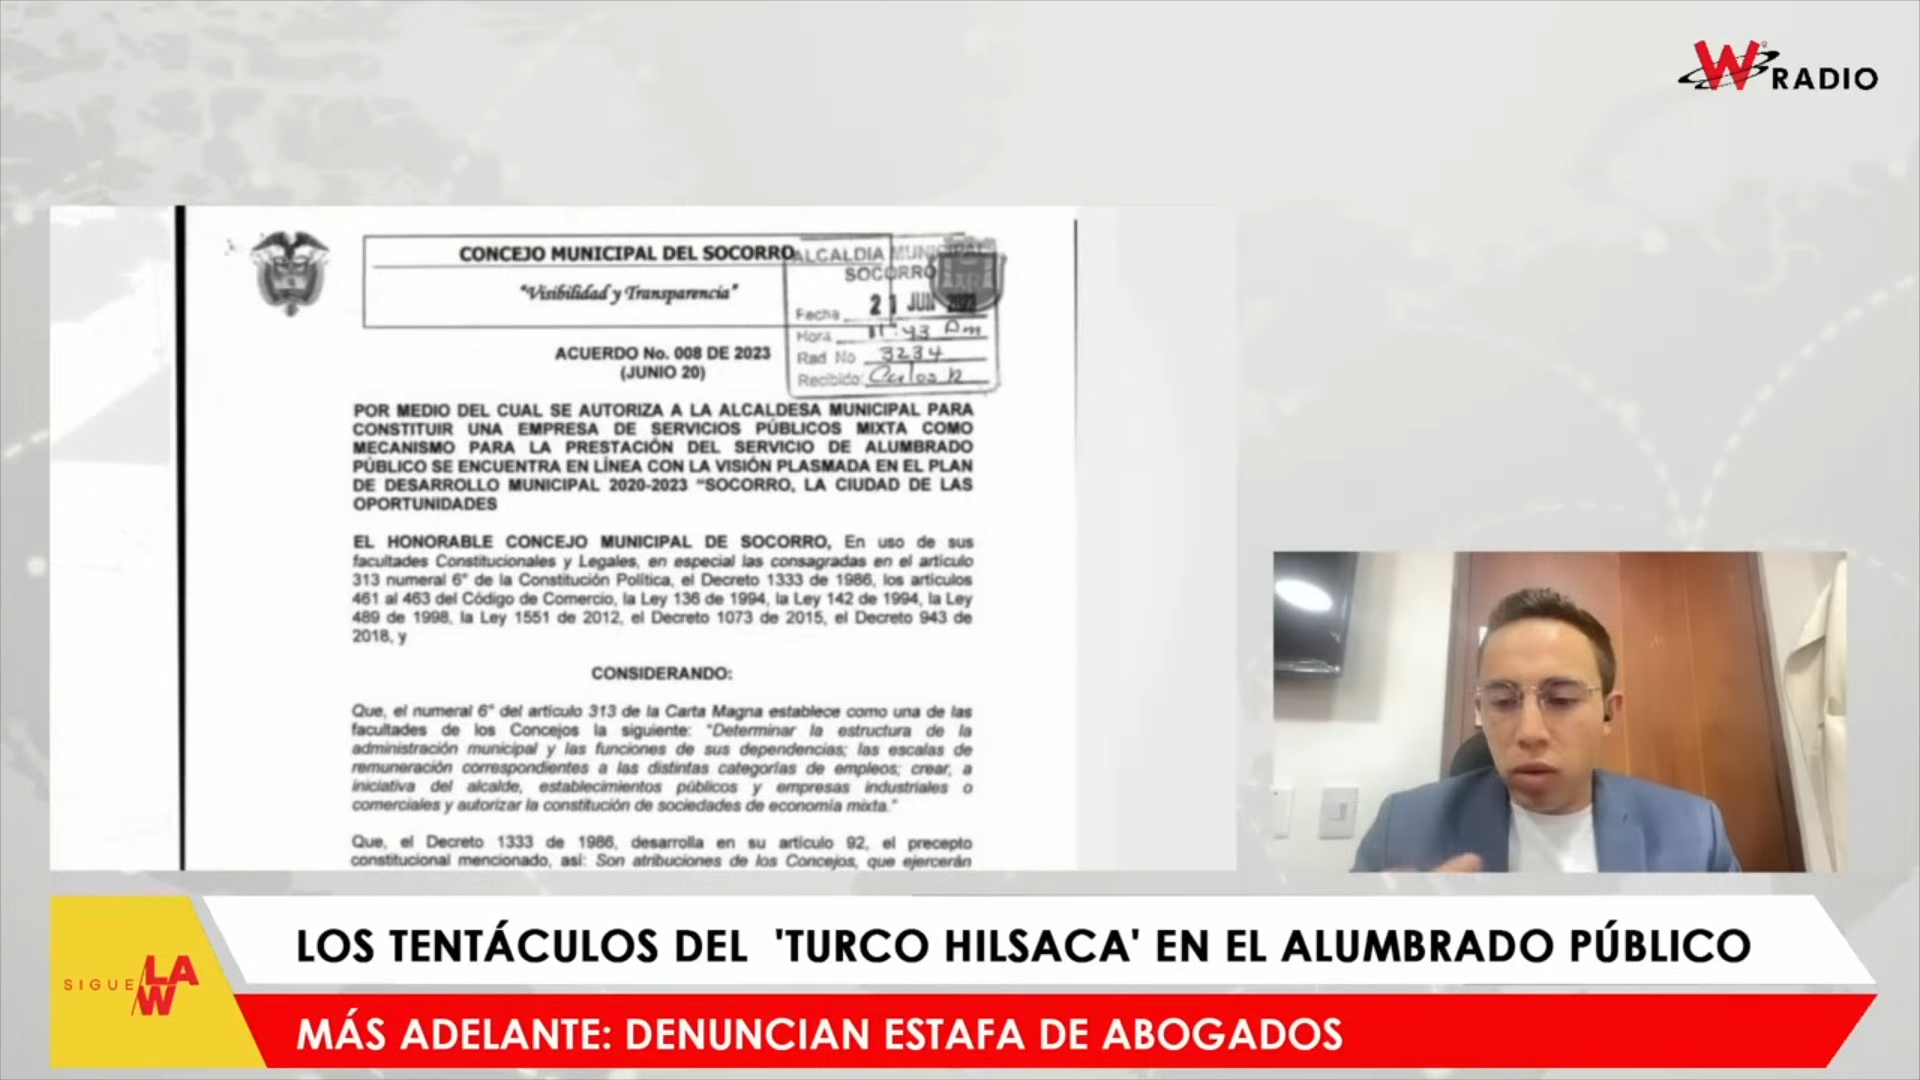 W RADIO
CONCEJO MUNICIPAL DEL SOCORRO
"Visibilidad y Transparencia"
ALCALDIA MUNICIPAL
SOCORRO
Fecha 21 JUN 2023
Hora 11:43 Am
Rad No 3234
Recibido: Carlos R
ACUERDO No. 008 DE 2023
(JUNIO 20)
POR MEDIO DEL CUAL SE AUTORIZA A LA ALCALDESA MUNICIPAL PARA
CONSTITUIR UNA EMPRESA DE SERVICIOS PÚBLICOS MIXTA COMO
MECANISMO PARA LA PRESTACIÓN DEL SERVICIO DE ALUMBRADO
PÚBLICO SE ENCUENTRA EN LÍNEA CON LA VISIÓN PLASMADA EN EL PLAN
DE DESARROLLO MUNICIPAL 2020-2023 "SOCORRO, LA CIUDAD DE LAS
OPORTUNIDADES
EL HONORABLE CONCEJO MUNICIPAL DE SOCORRO, En uso de sus
facultades Constitucionales y Legales, en especial las consagradas en el artículo
313 numeral 6° de la Constitución Política, el Decreto 1333 de 1986, los artículos
461 al 463 del Código de Comercio, la Ley 136 de 1994, la Ley 142 de 1994, la Ley
489 de 1998, la Ley 1551 de 2012, el Decreto 1073 de 2015, el Decreto 943 de
2018, y
CONSIDERANDO:
Que, el numeral 6° del artículo 313 de la Carta Magna establece como una de las
facultades de los Concejos la siguiente: "Determinar la estructura de la
administración municipal y las funciones de sus dependencias; las escalas de
remuneración correspondientes a las distintas categorías de empleos; crear, a
iniciativa del alcalde, establecimientos públicos y empresas industriales o
comerciales y autorizar la constitución de sociedades de economía mixta."
Que, el Decreto 1333 de 1986, desarrolla en su artículo 92, el precepto
constitucional mencionado, así: Son atribuciones de los Concejos, que ejercerán
LOS TENTÁCULOS DEL 'TURCO HILSACA' EN EL ALUMBRADO PÚBLICO
SIGUE LA W
MÁS ADELANTE: DENUNCIAN ESTAFA DE ABOGADOS